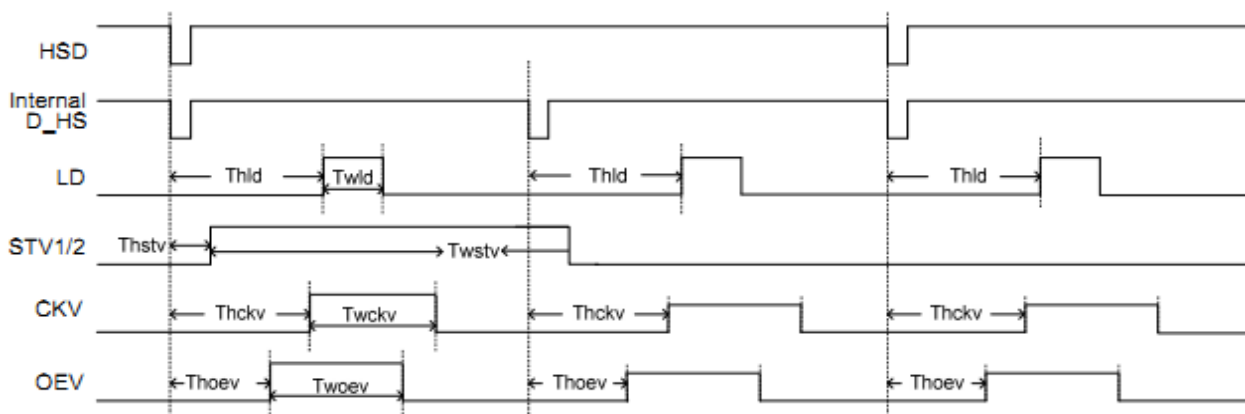 HSD
Internal
D_HS
LD
Thld
Twld
Thld
Thld
STV1/2
Thstv
Twstv
CKV
Thckv
Twckv
Thckv
Thckv
OEV
Thoev
Twoev
Thoev
Thoev